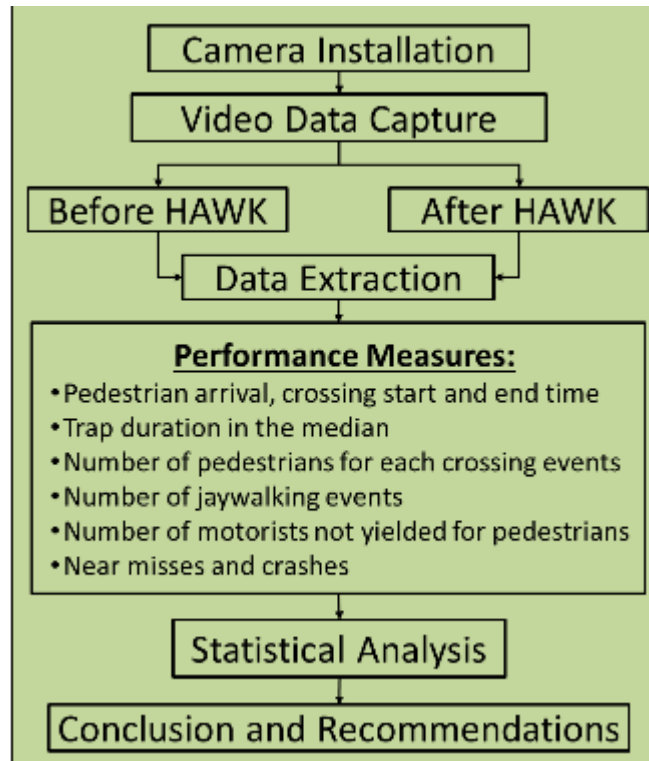 Camera Installation
Video Data Capture
Before HAWK
After HAWK
Data Extraction
Performance Measures:
•Pedestrian arrival, crossing start and end time
•Trap duration in the median
•Number of pedestrians for each crossing events
•Number of jaywalking events
•Number of motorists not yielded for pedestrians
•Near misses and crashes
Statistical Analysis
Conclusion and Recommendations